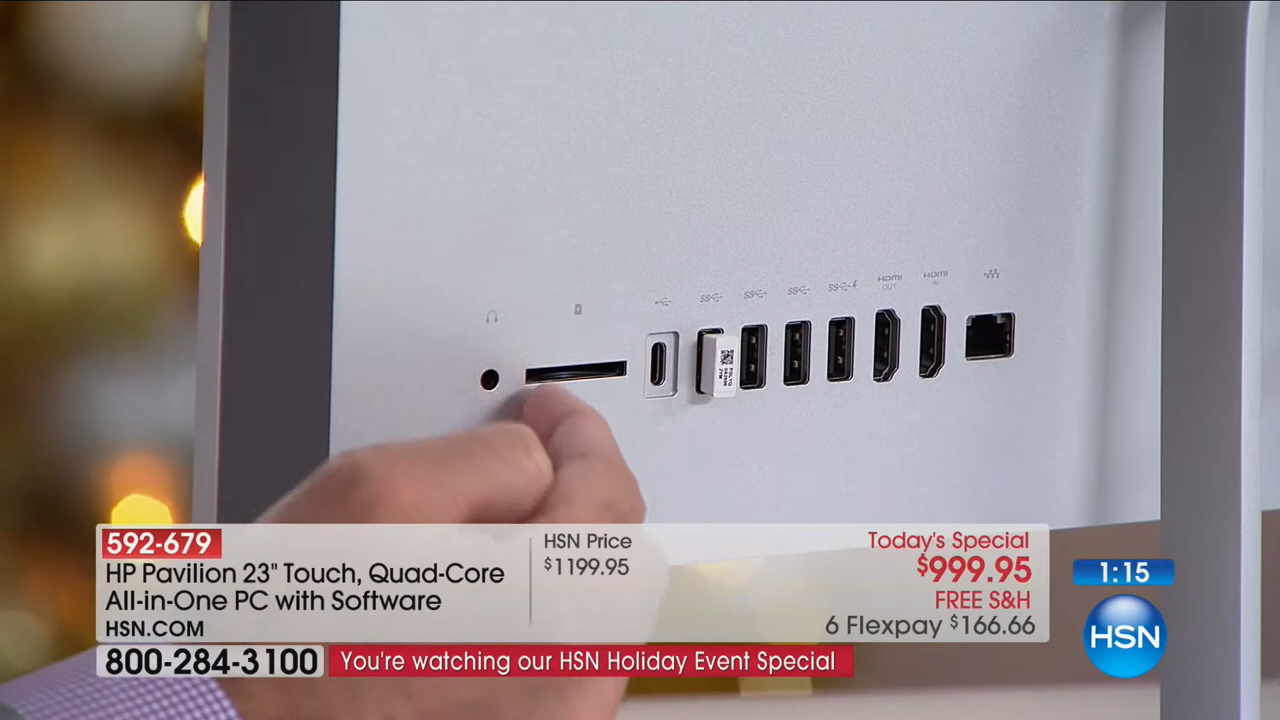 HDMI
OUT
HDMI
IN
592-679
HP Pavilion 23" Touch, Quad-Core
All-in-One PC with Software
HSN.COM
HSN Price
$1199.95
Today's Special
$999.95
FREE S&H
6 Flexpay $166.66
1:15
HSN
800-284-3100
You're watching our HSN Holiday Event Special